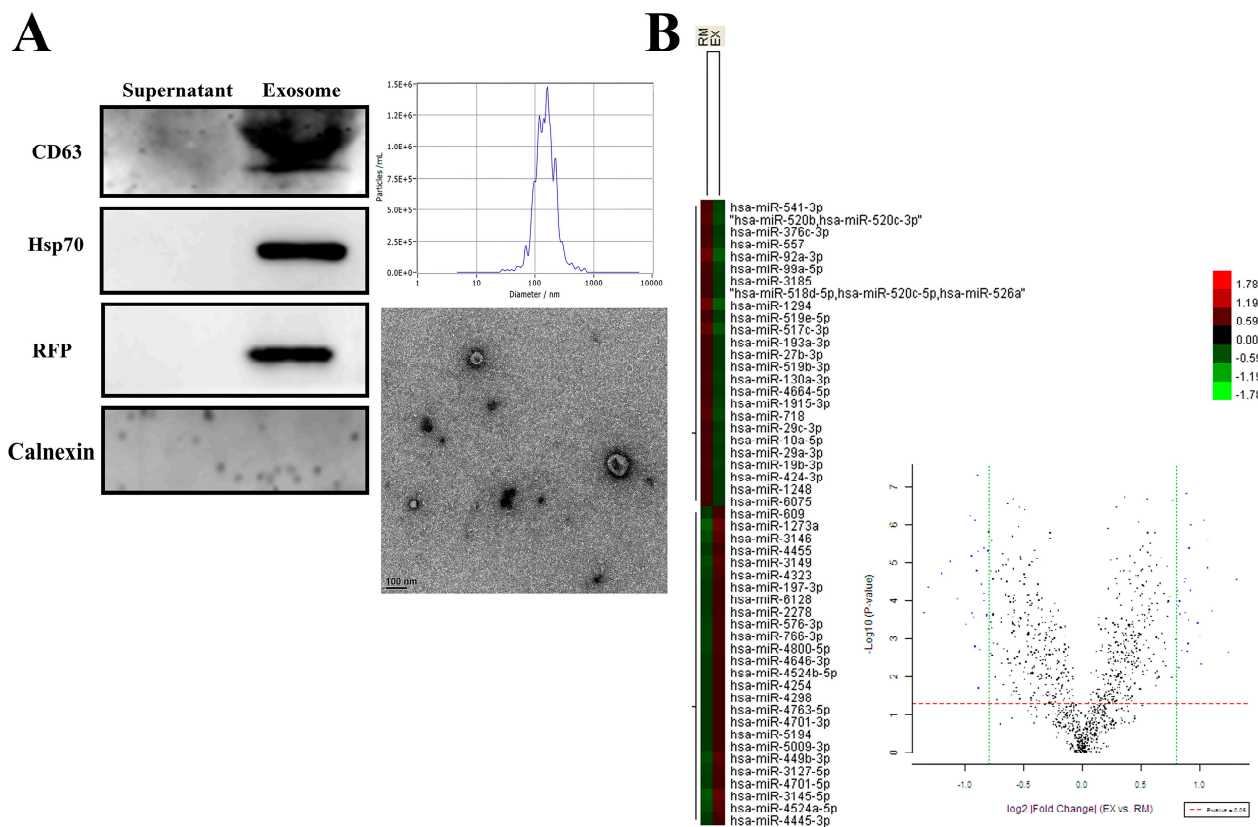 A
Supernatant Exosome
CD63
Hsp70
RFP
Calnexin
1.5E+6
1.2E+6
1.0E+6
7.5E+5
5.0E+5
2.5E+5
0.0E+0
Particles /mL
1 10 100 1000 10000
Diameter / nm
100 nm
B
RM
EX
hsa-miR-541-3p
"hsa-miR-520b,hsa-miR-520c-3p"
hsa-miR-376c-3p
hsa-miR-557
hsa-miR-92a-3p
hsa-miR-99a-5p
hsa-miR-3185
"hsa-miR-518d-5p,hsa-miR-520c-5p,hsa-miR-526a"
hsa-miR-1294
hsa-miR-519e-5p
hsa-miR-517c-3p
hsa-miR-193a-3p
hsa-miR-27b-3p
hsa-miR-519b-3p
hsa-miR-130a-3p
hsa-miR-4664-5p
hsa-miR-1915-3p
hsa-miR-718
hsa-miR-29c-3p
hsa-miR-10a-5p
hsa-miR-29a-3p
hsa-miR-19b-3p
hsa-miR-424-3p
hsa-miR-1248
hsa-miR-6075
hsa-miR-609
hsa-miR-1273a
hsa-miR-3146
hsa-miR-4455
hsa-miR-3149
hsa-miR-4323
hsa-miR-197-3p
hsa-miR-6128
hsa-miR-2278
hsa-miR-576-3p
hsa-miR-766-3p
hsa-miR-4800-5p
hsa-miR-4646-3p
hsa-miR-4524b-5p
hsa-miR-4254
hsa-miR-4298
hsa-miR-4763-5p
hsa-miR-4701-3p
hsa-miR-5194
hsa-miR-5009-3p
hsa-miR-449b-3p
hsa-miR-3127-5p
hsa-miR-4701-5p
hsa-miR-3145-5p
hsa-miR-4524a-5p
hsa-miR-4445-3p
1.78
1.19
0.59
0.00
-0.59
-1.19
-1.78
7
6
5
4
3
2
1
0
-Log10 (P-value)
-1.0 -0.5 0.0 0.5 1.0
log2 |Fold Change| (EX vs. RM)
P-value = 0.05